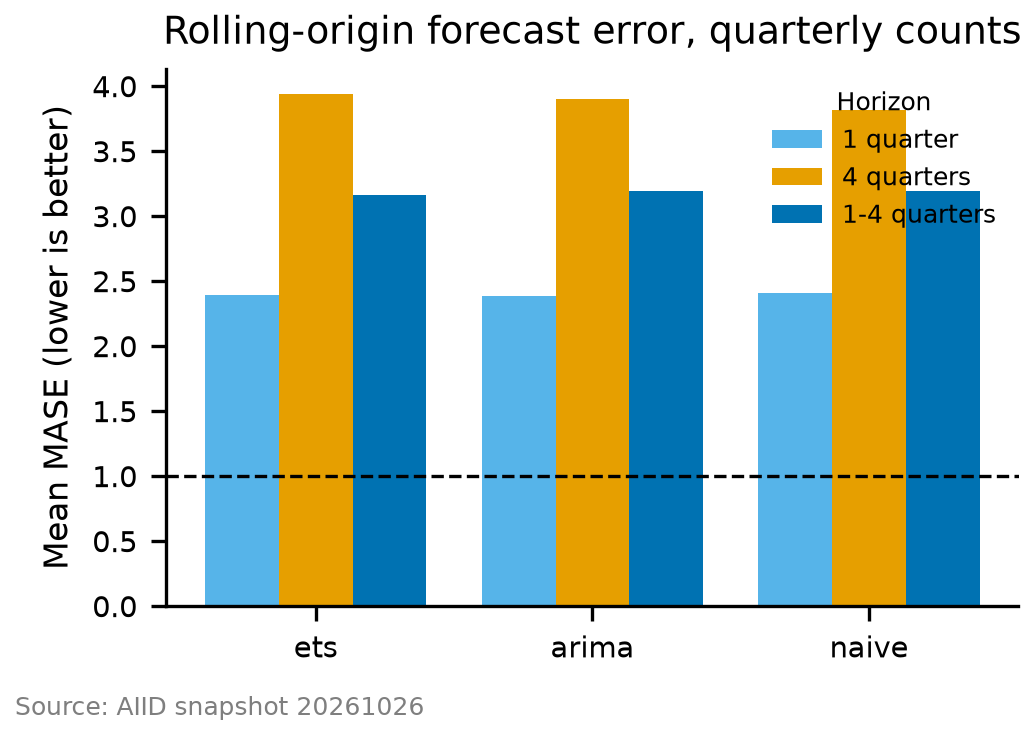 Rolling-origin forecast error, quarterly counts
Mean MASE (lower is better)
4.0
3.5
3.0
2.5
2.0
1.5
1.0
0.5
0.0
Horizon
1 quarter
4 quarters
1-4 quarters
ets
arima
naive
Source: AIID snapshot 20261026